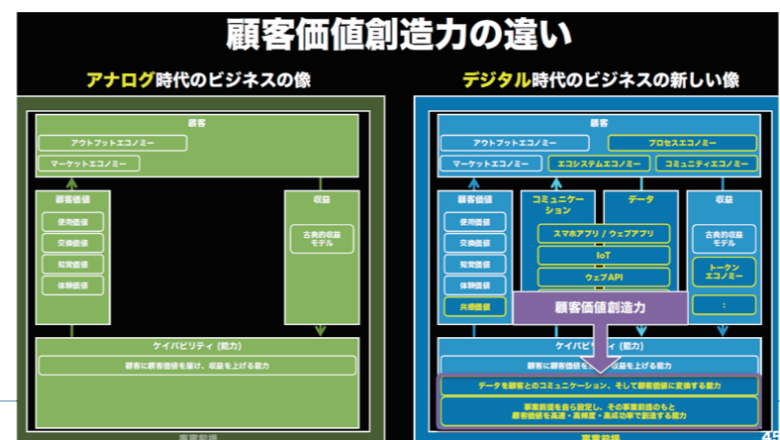 顧客価値創造力の違い
アナログ時代のビジネスの像
デジタル時代のビジネスの新しい像
顧客
アウトプットエコノミー
マーケットエコノミー
顧客価値
使用価値
交換価値
知覚価値
体験価値
収益
古典的収益
モデル
ケイパビリティ (能力)
顧客に顧客価値を届け、収益を上げる能力
事業前提
顧客
アウトプットエコノミー
プロセスエコノミー
マーケットエコノミー
エコシステムエコノミー
コミュニティエコノミー
顧客価値
使用価値
交換価値
知覚価値
体験価値
共感価値
コミュニケー
ション
データ
スマホアプリ / ウェブアプリ
IoT
ウェブAPI
収益
古典的収益
モデル
トークン
エコノミー
:
顧客価値創造力
ケイパビリティ (能力)
顧客に顧客価値を届け、収益を上げる能力
データを顧客とのコミュニケーション、そして顧客価値に変換する能力
事業前提を自ら設定し、その事業前提のもと
顧客価値を高速・高頻度・高成功率で創造する能力
事業前提
45